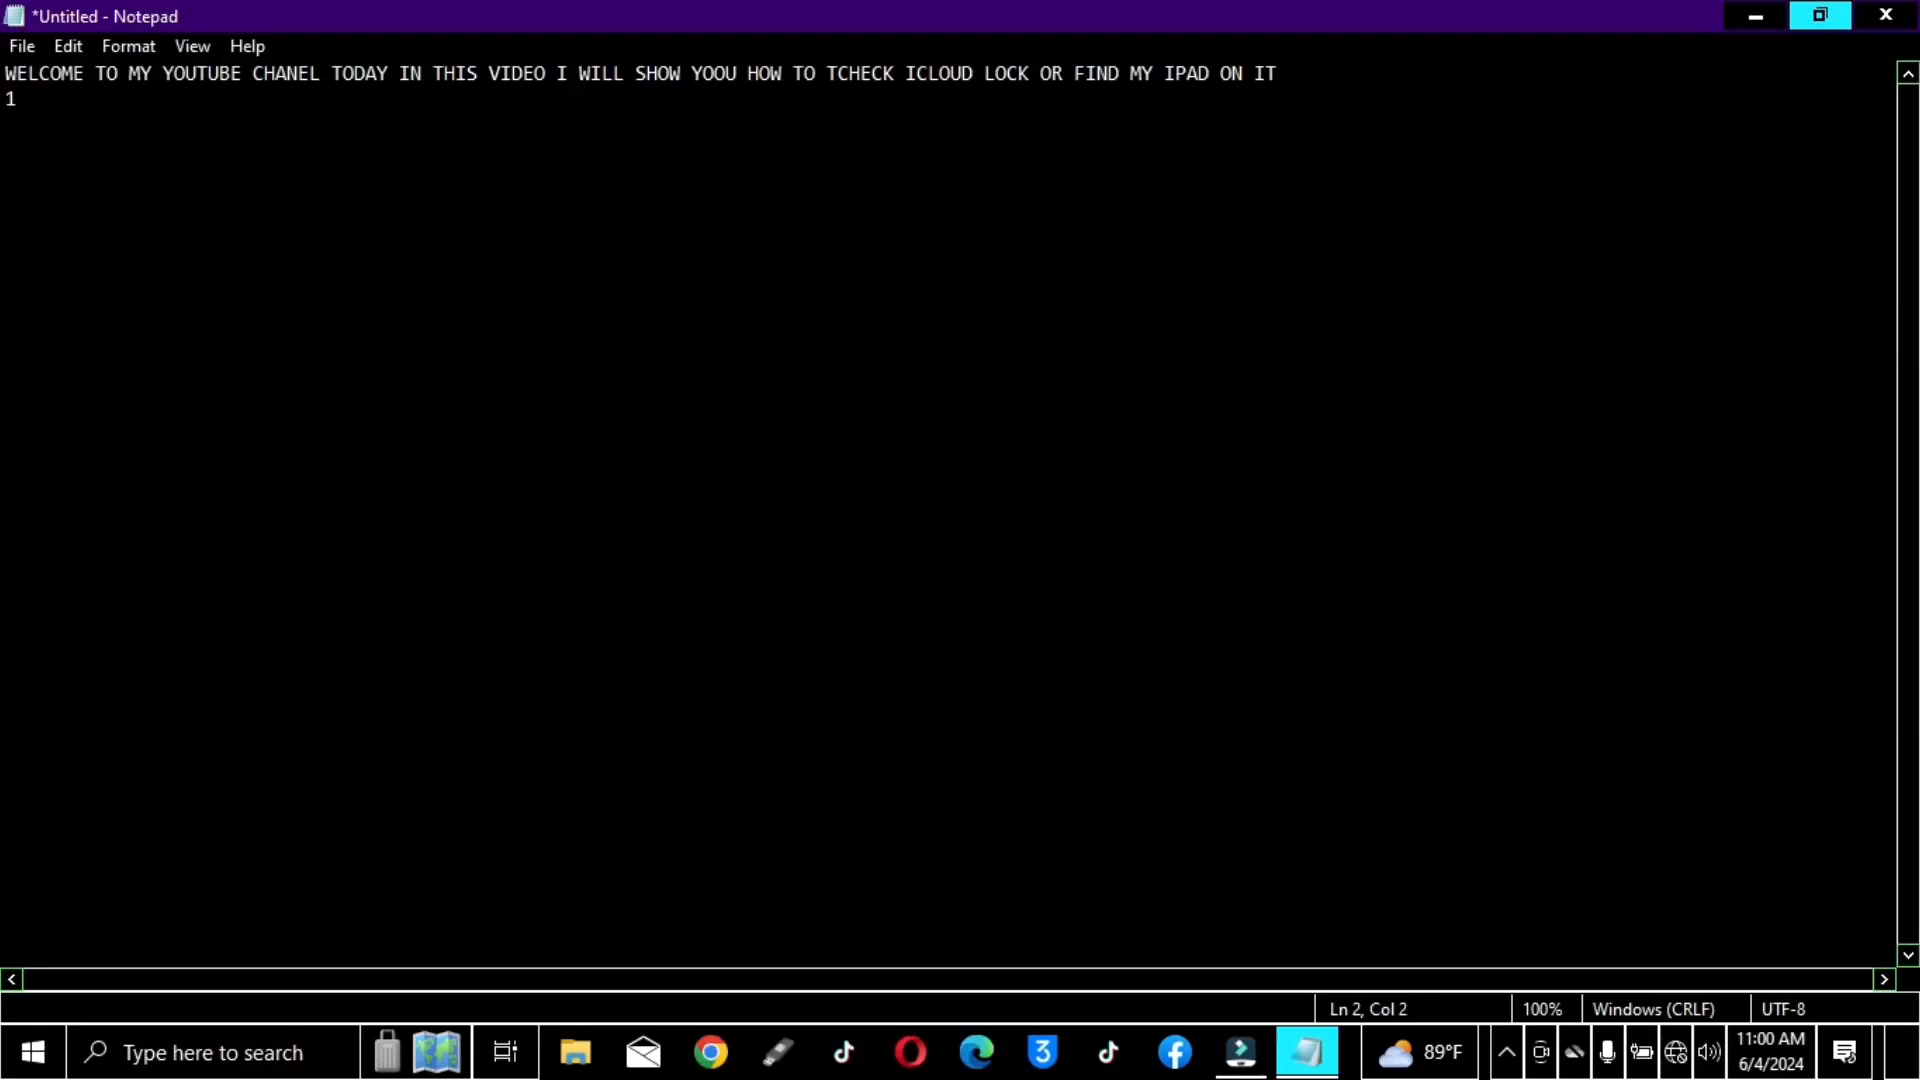 *Untitled - Notepad
File Edit Format View Help
WELCOME TO MY YOUTUBE CHANEL TODAY IN THIS VIDEO I WILL SHOW YOOU HOW TO TCHECK ICLOUD LOCK OR FIND MY IPAD ON IT
1
Ln 2, Col 2 100% Windows (CRLF) UTF-8
Type here to search 3 89°F 11:00 AM
6/4/2024